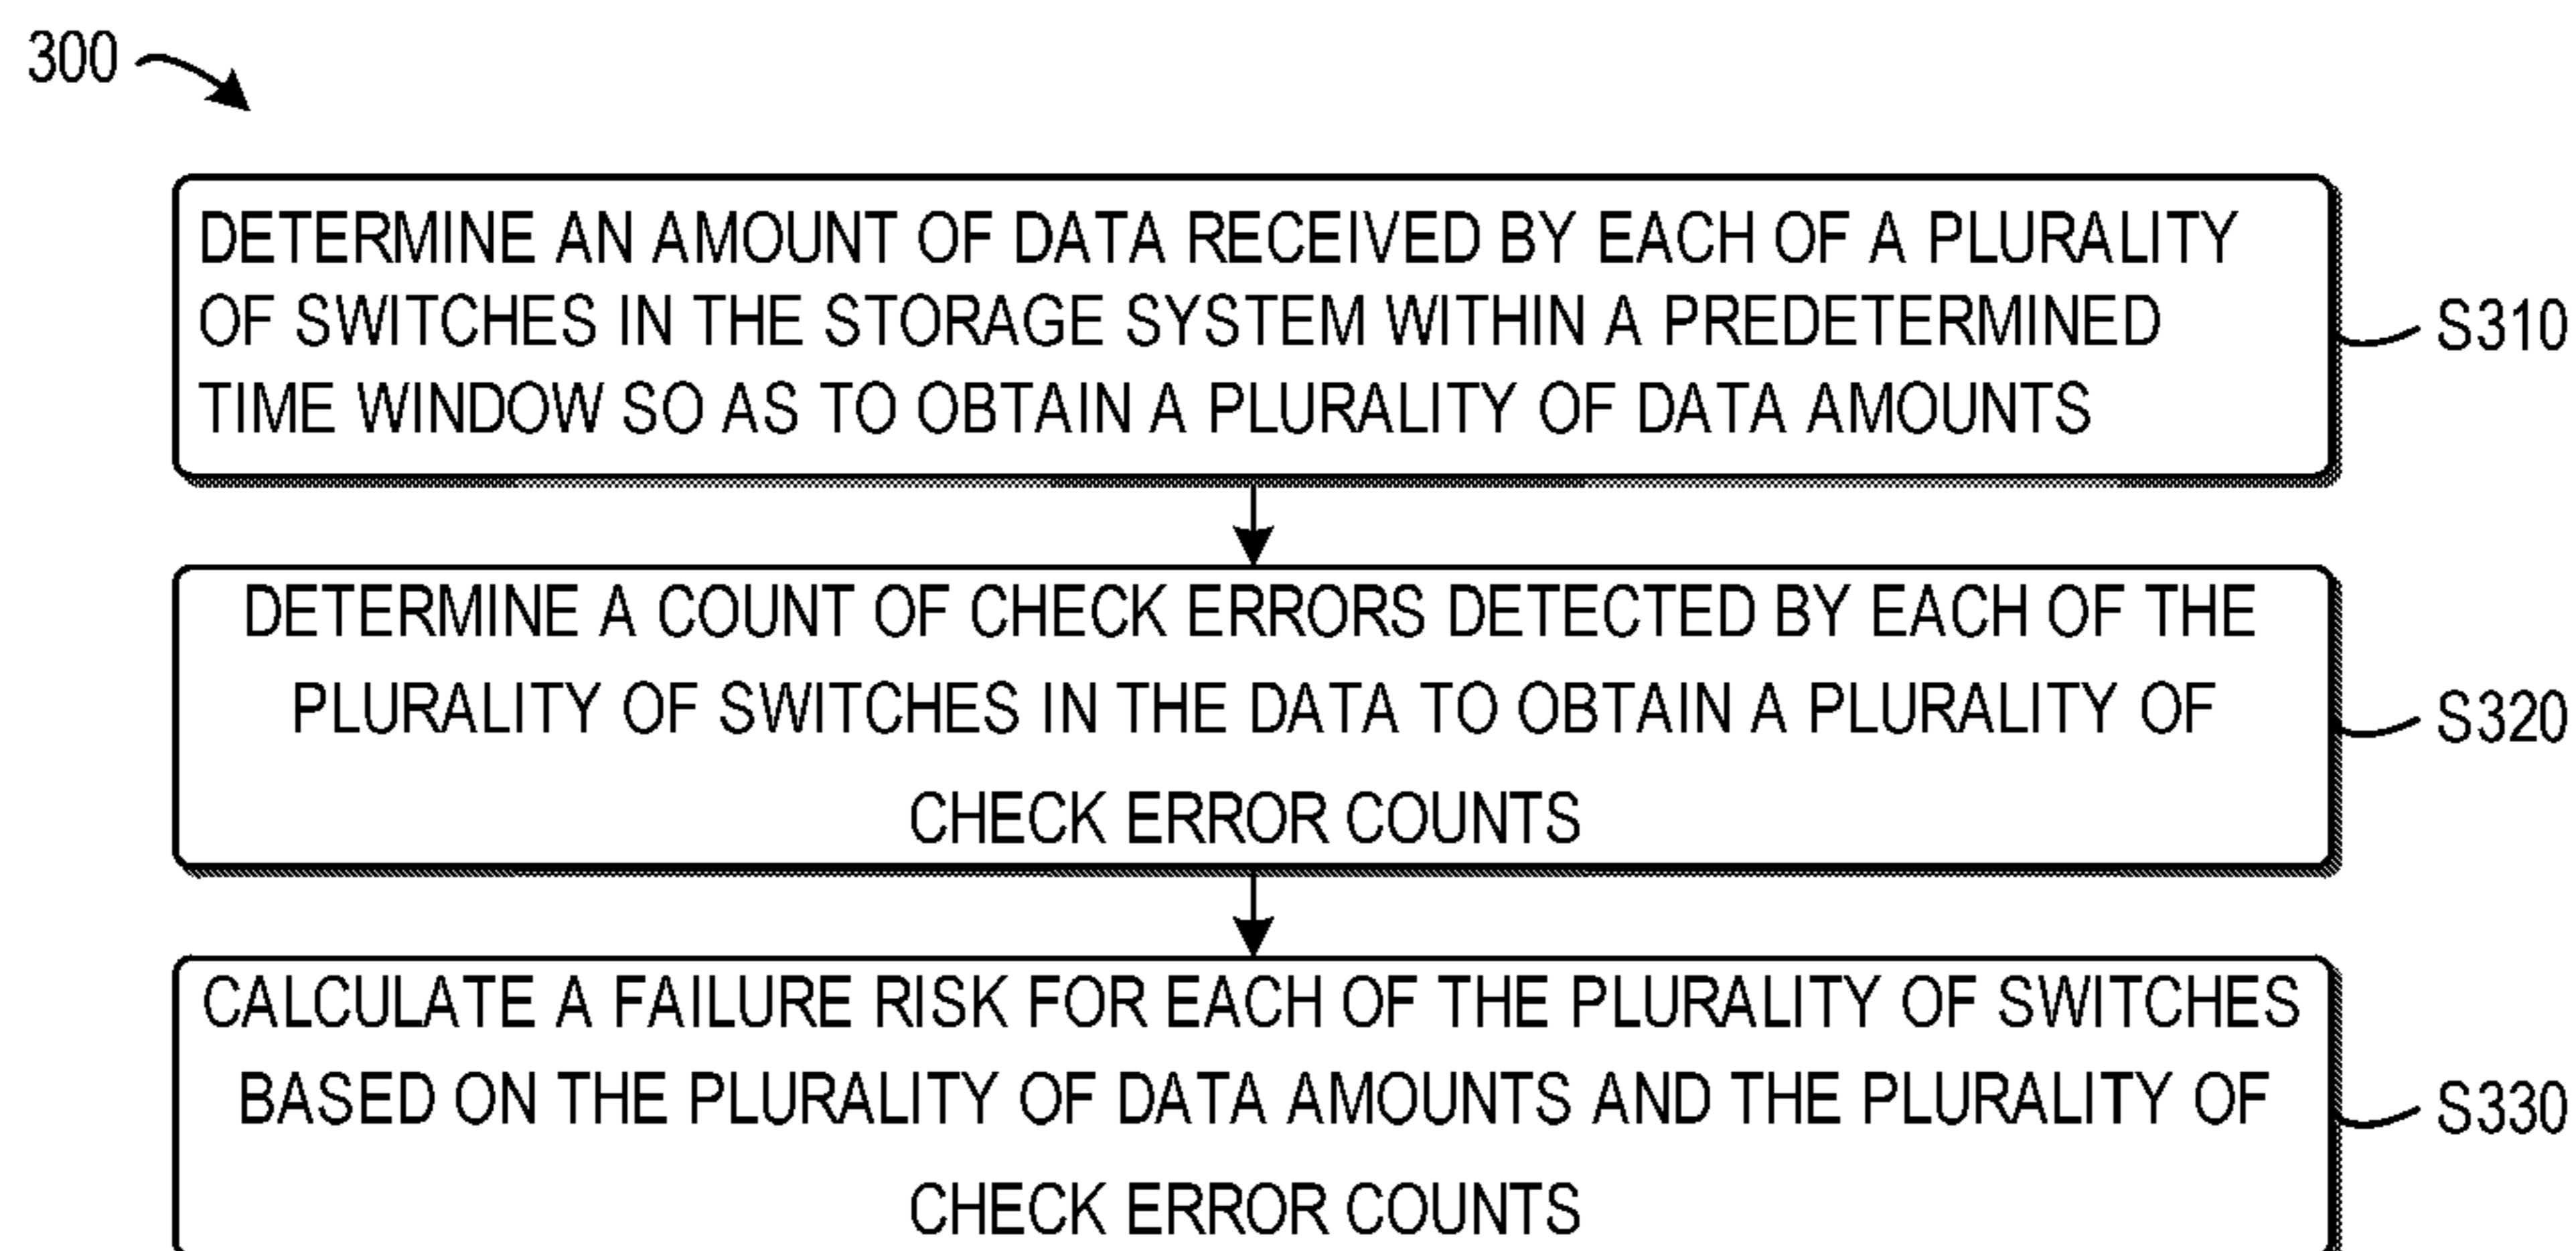 300
DETERMINE AN AMOUNT OF DATA RECEIVED BY EACH OF A PLURALITY
OF SWITCHES IN THE STORAGE SYSTEM WITHIN A PREDETERMINED
TIME WINDOW SO AS TO OBTAIN A PLURALITY OF DATA AMOUNTS
S310
DETERMINE A COUNT OF CHECK ERRORS DETECTED BY EACH OF THE
PLURALITY OF SWITCHES IN THE DATA TO OBTAIN A PLURALITY OF
CHECK ERROR COUNTS
S320
CALCULATE A FAILURE RISK FOR EACH OF THE PLURALITY OF SWITCHES
BASED ON THE PLURALITY OF DATA AMOUNTS AND THE PLURALITY OF
CHECK ERROR COUNTS
S330